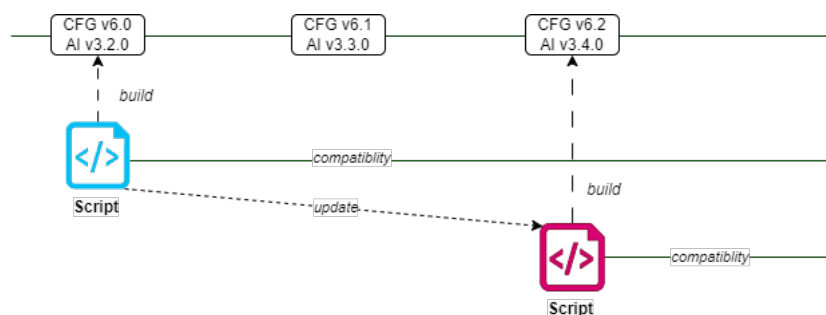 CFG v6.0
AI v3.2.0
CFG v6.1
AI v3.3.0
CFG v6.2
AI v3.4.0
build
</>
compatiblity
Script
update
build
</>
compatiblity
Script